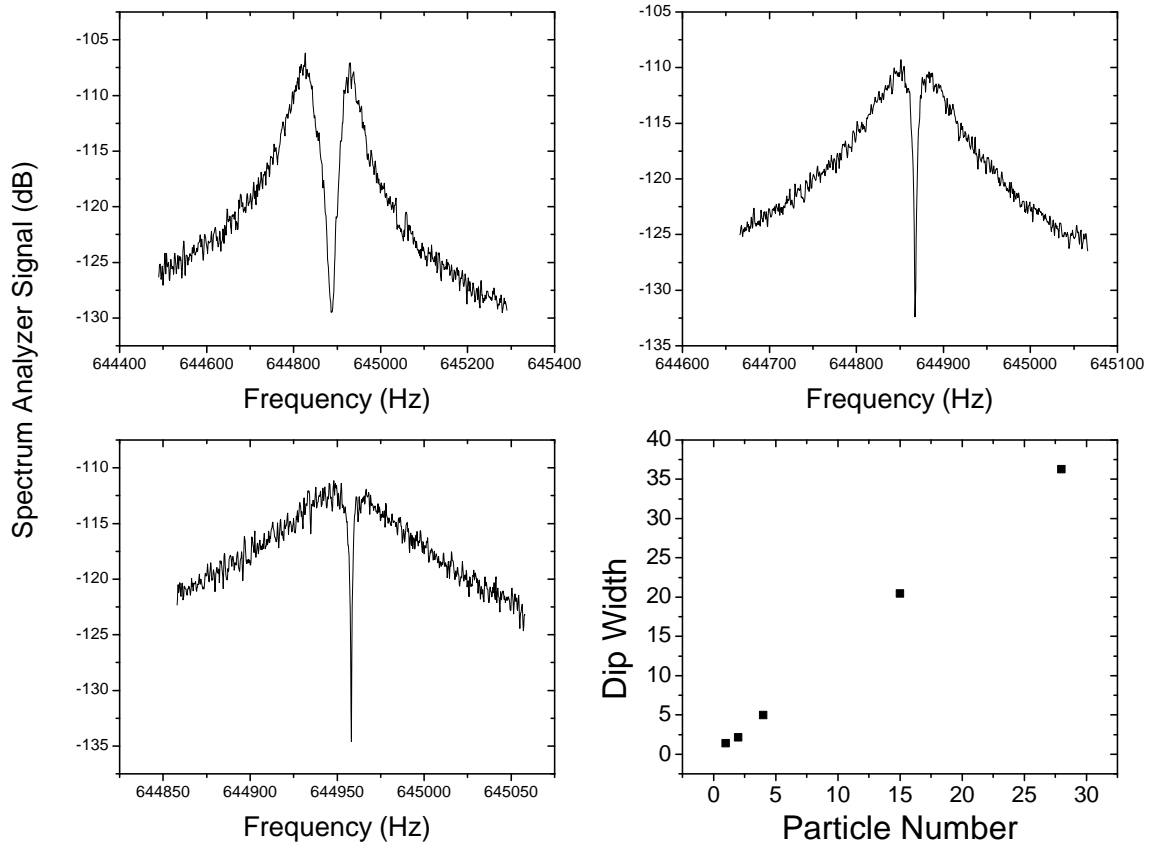 Spectrum Analyzer Signal (dB)
-105
-110
-115
-120
-125
-130
644400 644600 644800 645000 645200 645400
Frequency (Hz)
-105
-110
-115
-120
-125
-130
-135
644600 644700 644800 644900 645000 645100
Frequency (Hz)
-110
-115
-120
-125
-130
-135
644850 644900 644950 645000 645050
Frequency (Hz)
Dip Width
40
35
30
25
20
15
10
5
0
0 5 10 15 20 25 30
Particle Number